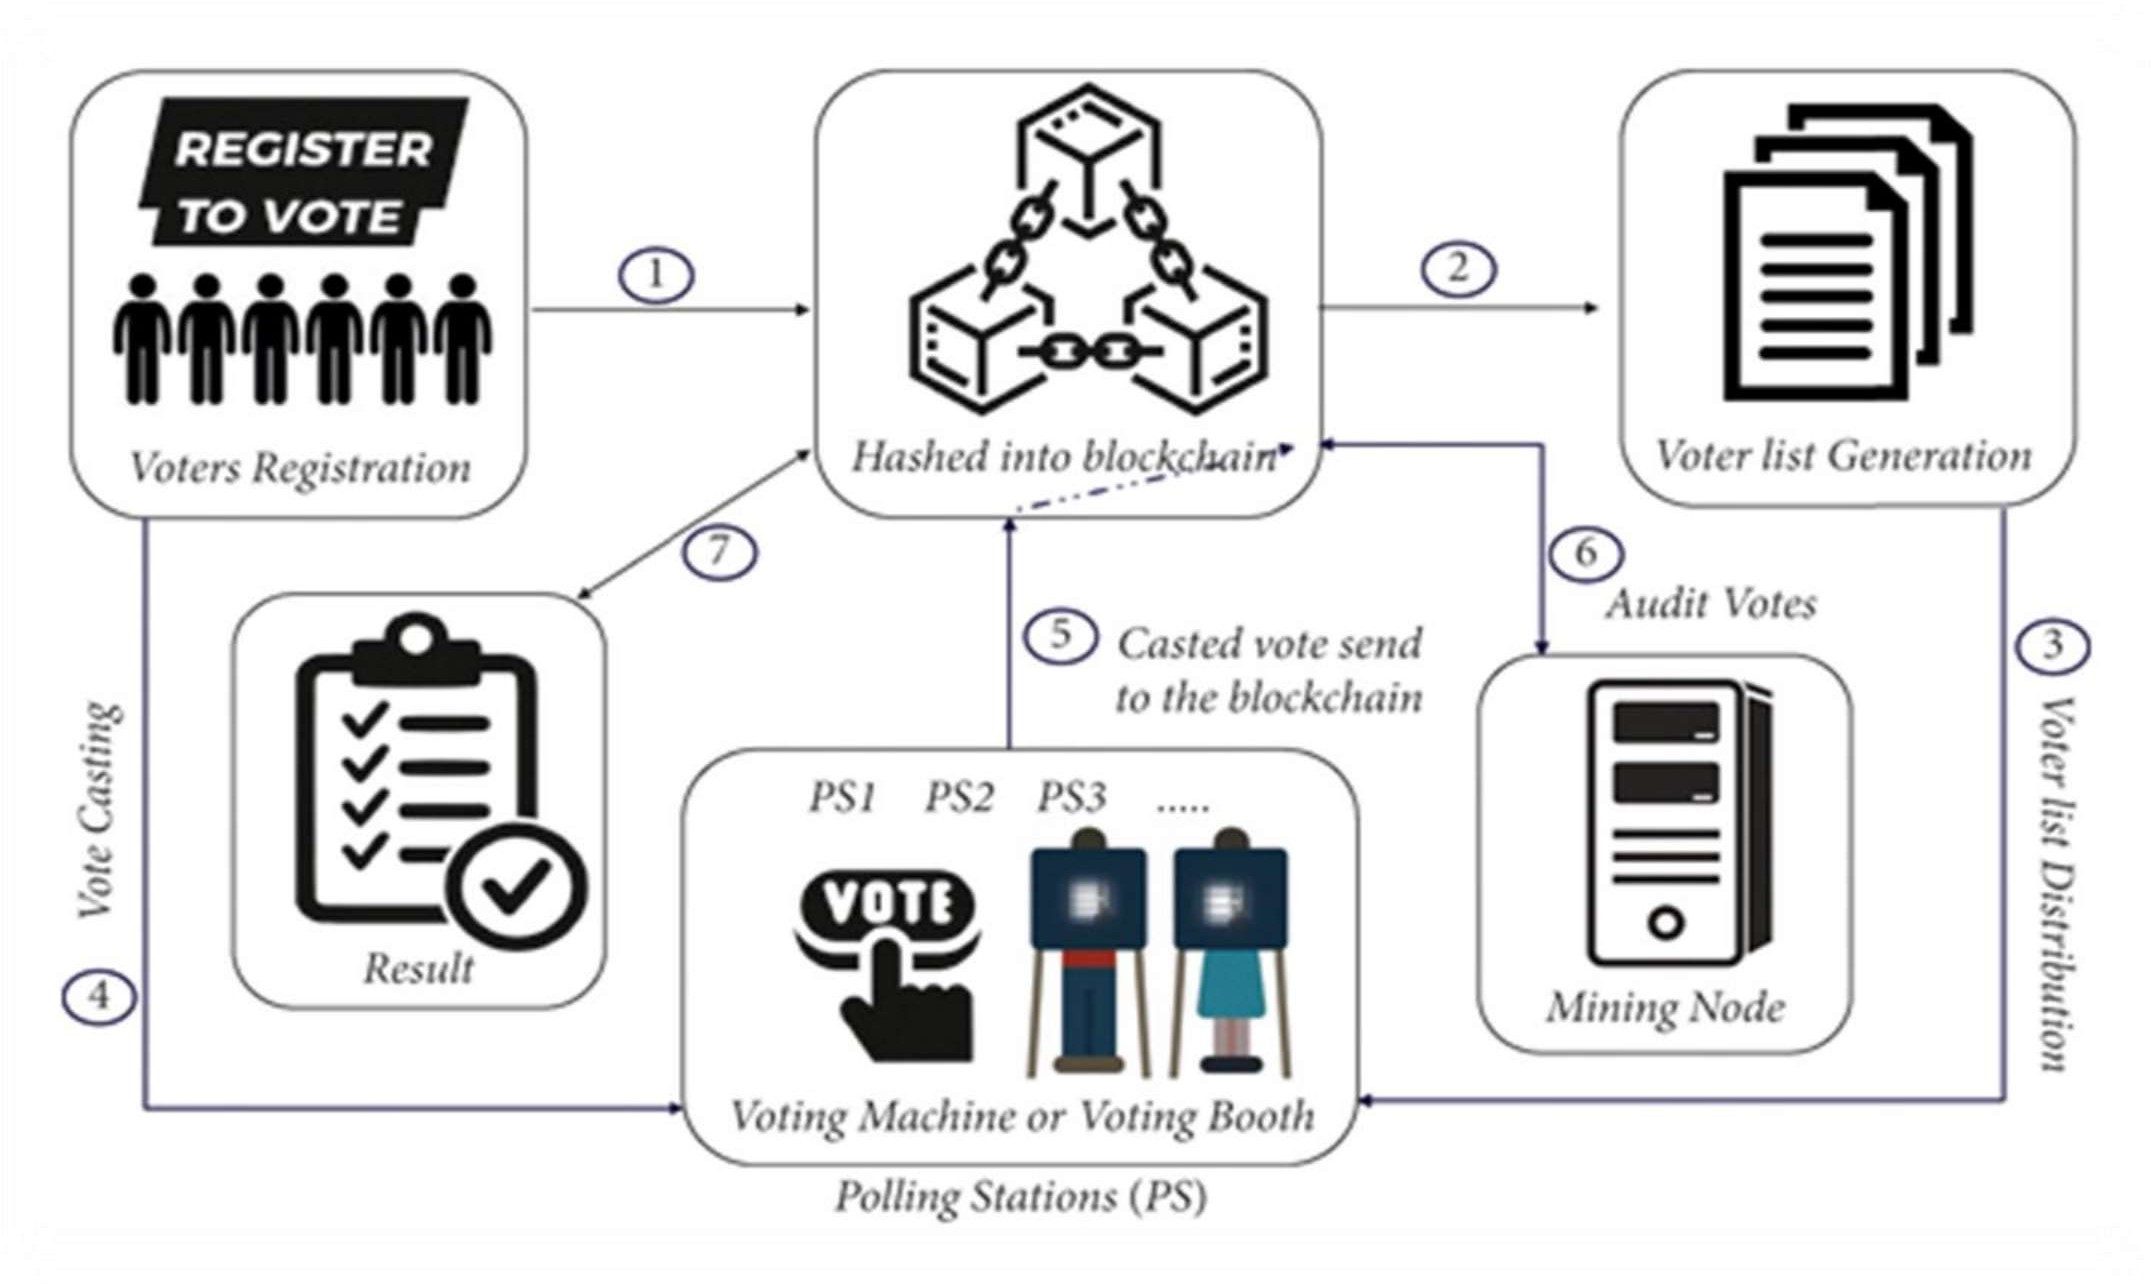 REGISTER
TO VOTE
Voters Registration
1
Hashed into blockchain
2
Voter list Generation
7
6
Audit Votes
5
Casted vote send
to the blockchain
3
Voter list Distribution
Vote Casting
4
Result
PS1 PS2 PS3 .....
VOTE
Voting Machine or Voting Booth
Mining Node
Polling Stations (PS)